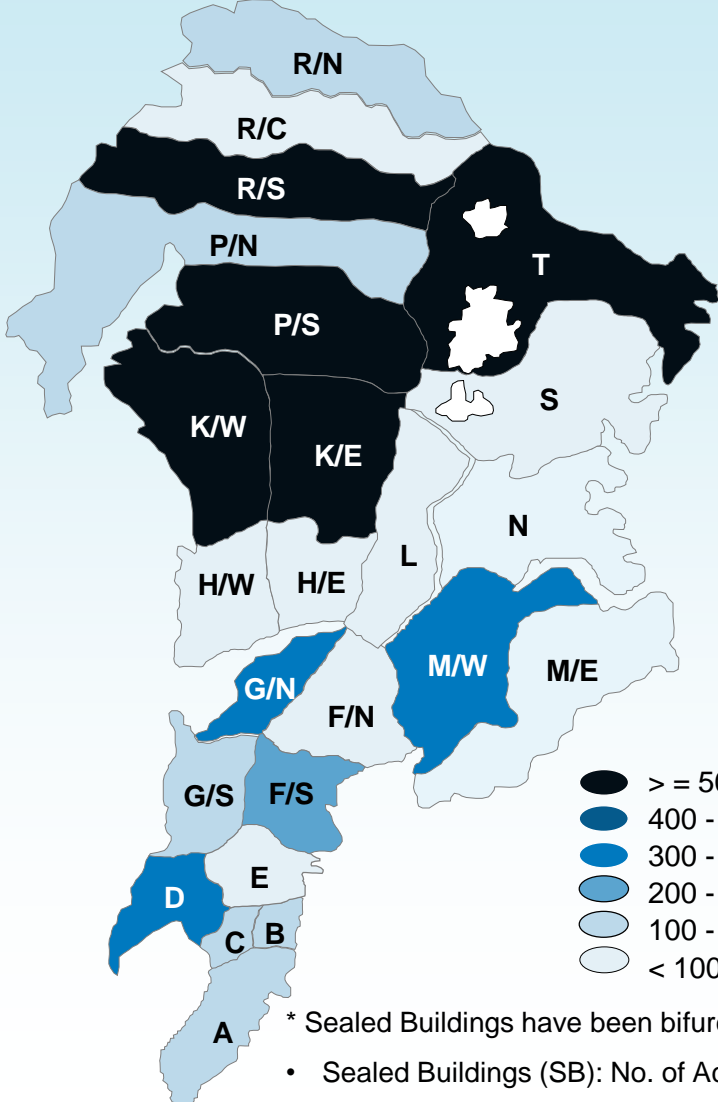 R/N
R/C
R/S
P/N
T
P/S
S
K/W
K/E
N
L
H/W
H/E
M/W
M/E
G/N
F/N
G/S
F/S
> = 50
400 -
300 -
200 -
100 -
< 100
E
D
B
C
A
* Sealed Buildings have been bifur
• Sealed Buildings (SB): No. of Ac